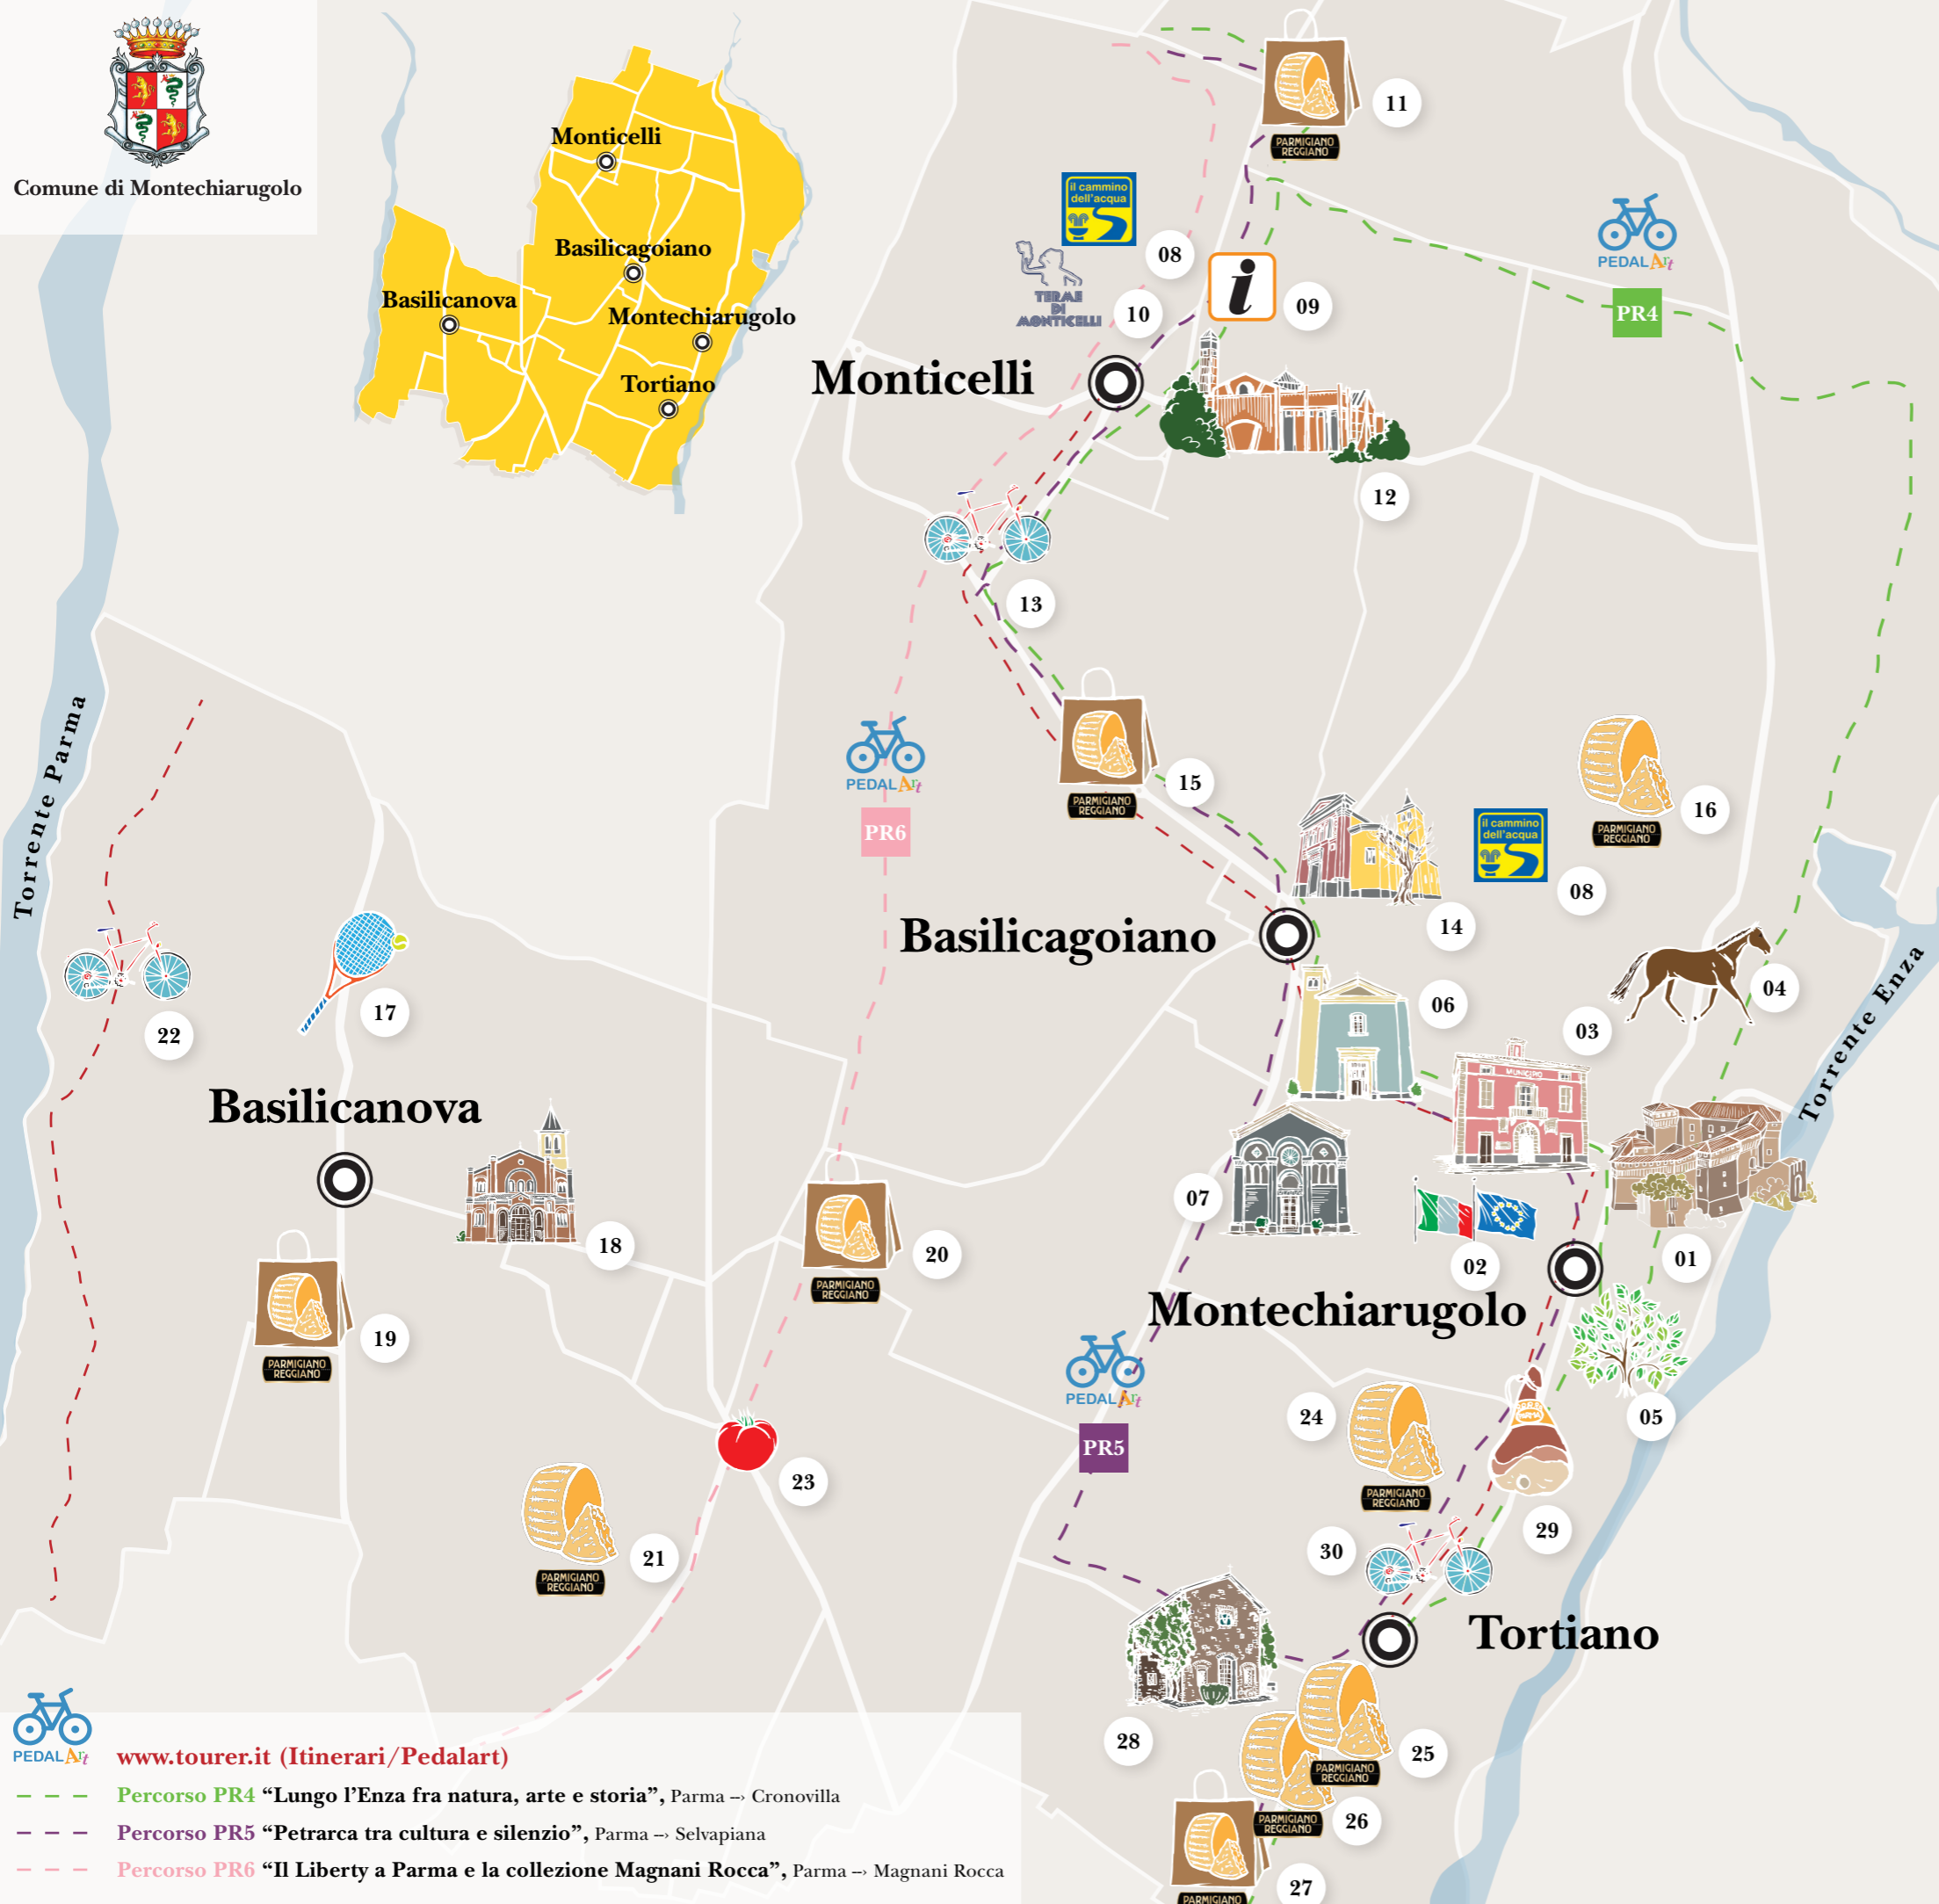 Comune di Montechiarugolo
Monticelli
Basilicagoiano
Basilicanova
Montechiarugolo
Tortiano
PARMIGIANO
REGGIANO
11
il cammino
dell'acqua
08
TERME
DI
MONTICELLI
10
i
09
PEDALArt
PR4
Monticelli
12
13
Torrente Parma
PEDALArt
PR6
PARMIGIANO
REGGIANO
15
14
il cammino
dell'acqua
08
PARMIGIANO
REGGIANO
16
Basilicagoiano
22
17
06
03
MUNICIPIO
04
Torrente Enza
Basilicanova
18
PARMIGIANO
REGGIANO
19
PARMIGIANO
REGGIANO
20
07
02
01
Montechiarugolo
05
PEDALArt
PR5
24
PARMIGIANO
REGGIANO
29
23
PARMIGIANO
REGGIANO
21
30
Tortiano
28
PARMIGIANO
REGGIANO
25
PARMIGIANO
REGGIANO
26
PARMIGIANO
27
PEDALArt
www.tourer.it (Itinerari/Pedalart)
Percorso PR4 “Lungo l’Enza fra natura, arte e storia”, Parma --› Cronovilla
Percorso PR5 “Petrarca tra cultura e silenzio”, Parma --› Selvapiana
Percorso PR6 “Il Liberty a Parma e la collezione Magnani Rocca”, Parma --› Magnani Rocca